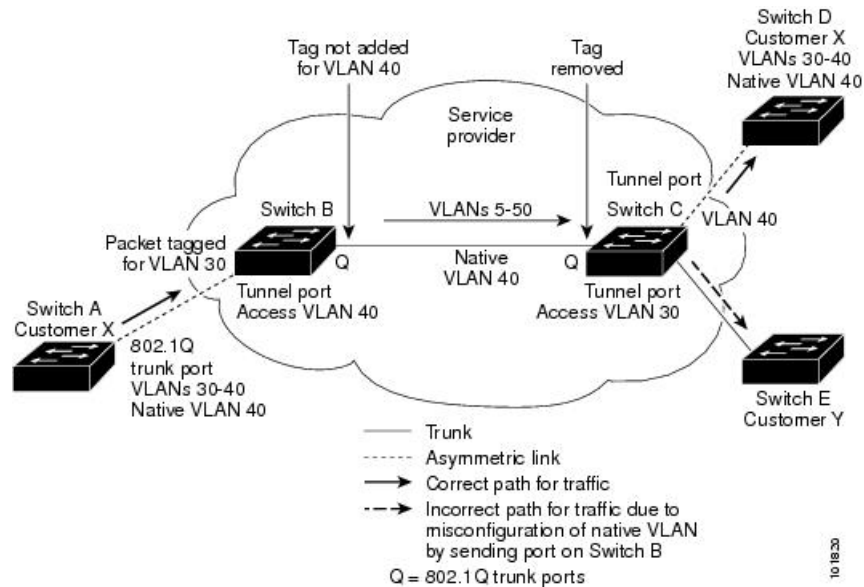 Tag not added
for VLAN 40
Tag
removed
Switch D
Customer X
VLANs 30-40
Native VLAN 40
Service
provider
Tunnel port
Switch B
VLANs 5-50
Switch C
VLAN 40
Packet tagged
for VLAN 30
Q
Native
VLAN 40
Q
Switch A
Customer X
Tunnel port
Access VLAN 40
Tunnel port
Access VLAN 30
802.1Q
trunk port
VLANs 30-40
Native VLAN 40
Switch E
Customer Y
Trunk
Asymmetric link
Correct path for traffic
Incorrect path for traffic due to
misconfiguration of native VLAN
by sending port on Switch B
Q = 802.1Q trunk ports
101820